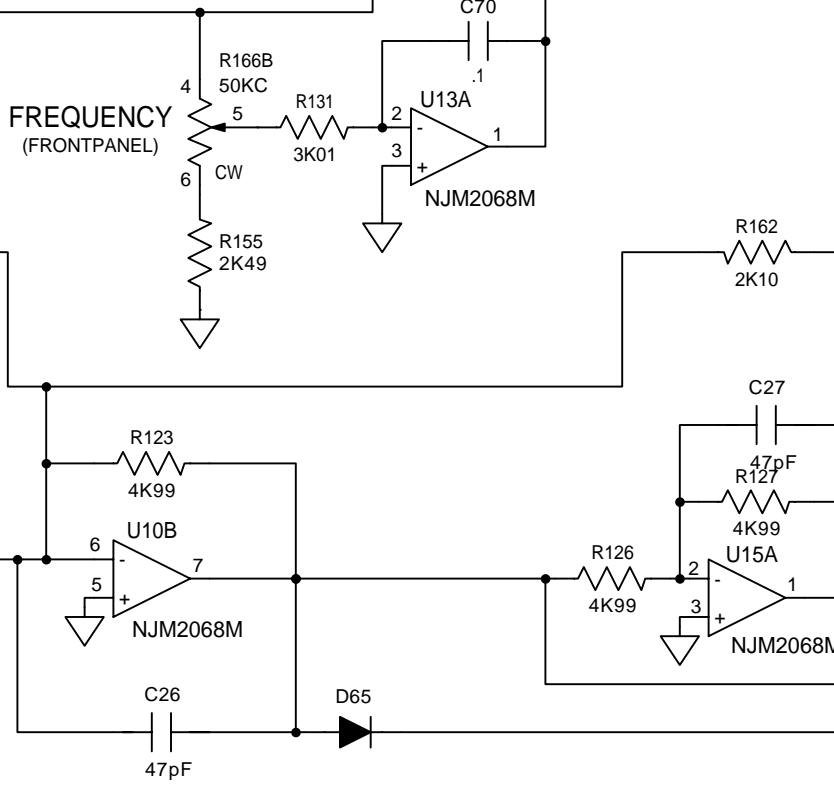 C70
.1
R166B
50KC
4
5
6
CW
FREQUENCY
(FRONTPANEL)
R131
3K01
U13A
2
-
3
+
1
NJM2068M
R155
2K49
R162
2K10
C27
47pF
R127
4K99
R123
4K99
U10B
6
-
5
+
7
NJM2068M
R126
4K99
U15A
2
-
3
+
1
NJM2068M
C26
47pF
D65